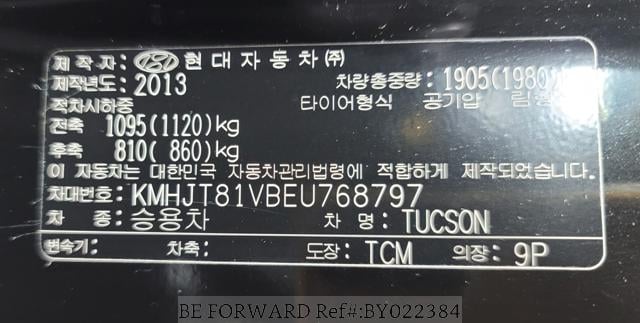 제 작 자: 현대자동차㈜
제작년도: 2013 차량총중량: 1905(1980)
적차시하중 타이어형식 공기압 림형
전축 1095(1120)kg
후축 810( 860)kg
이 자동차는 대한민국 자동차관리법령에 적합하게 제작되었습니다.
차대번호: KMHJT81VBEU768797
차 종: 승용차 차 명: TUCSON
변속기: 차축: 도장: TCM 의장: 9P
BE FORWARD Ref#:BY022384